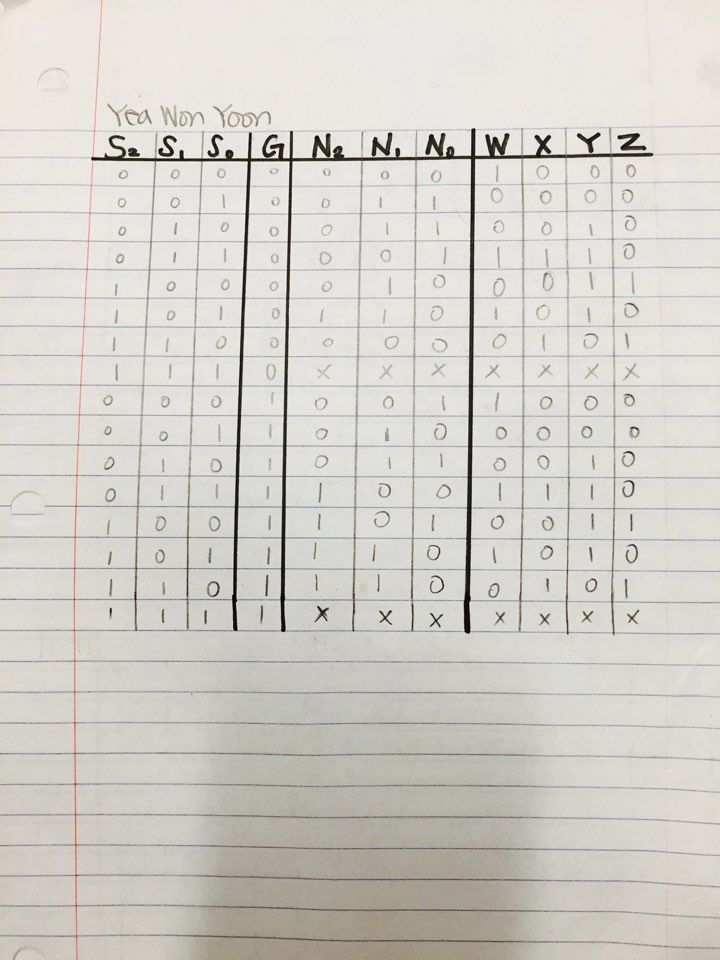 Yea Won Yoon
S₂ S₁ S₀ G N₂ N₁ N₀ W X Y Z
0 0 0 0 0 0 0 1 0 0 0
0 0 1 0 0 1 1 0 0 0 0
0 1 0 0 0 1 1 0 0 1 0
0 1 1 0 0 0 1 1 1 1 0
1 0 0 0 0 1 0 0 0 1 1
1 0 1 0 1 1 0 1 0 1 0
1 1 0 0 0 0 0 0 1 0 1
1 1 1 0 X X X X X X X
0 0 0 1 0 0 1 1 0 0 0
0 0 1 1 0 1 0 0 0 0 0
0 1 0 1 0 1 1 0 0 1 0
0 1 1 1 1 0 0 1 1 1 0
1 0 0 1 1 0 1 0 0 1 1
1 0 1 1 1 1 0 1 0 1 0
1 1 0 1 1 1 0 0 1 0 1
1 1 1 1 X X X X X X X